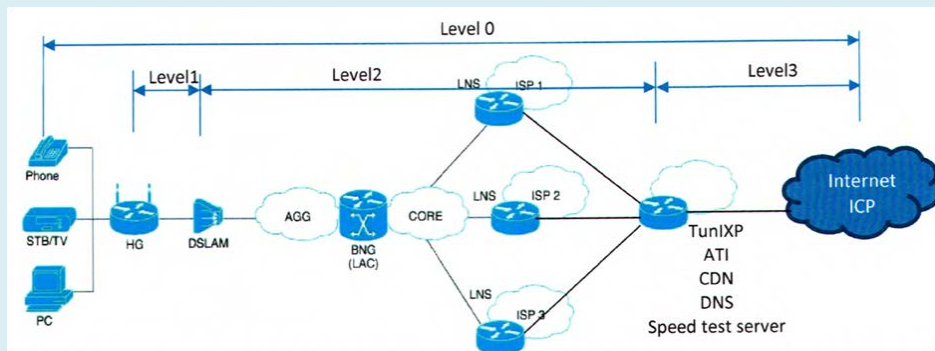 Level 0
Level1
Level2
Level3
LNS
ISP 1
Phone
STB/TV
PC
HG
DSLAM
AGG
BNG
(LAC)
CORE
LNS
ISP 2
LNS
ISP 3
TunIXP
ATI
CDN
DNS
Speed test server
Internet
ICP